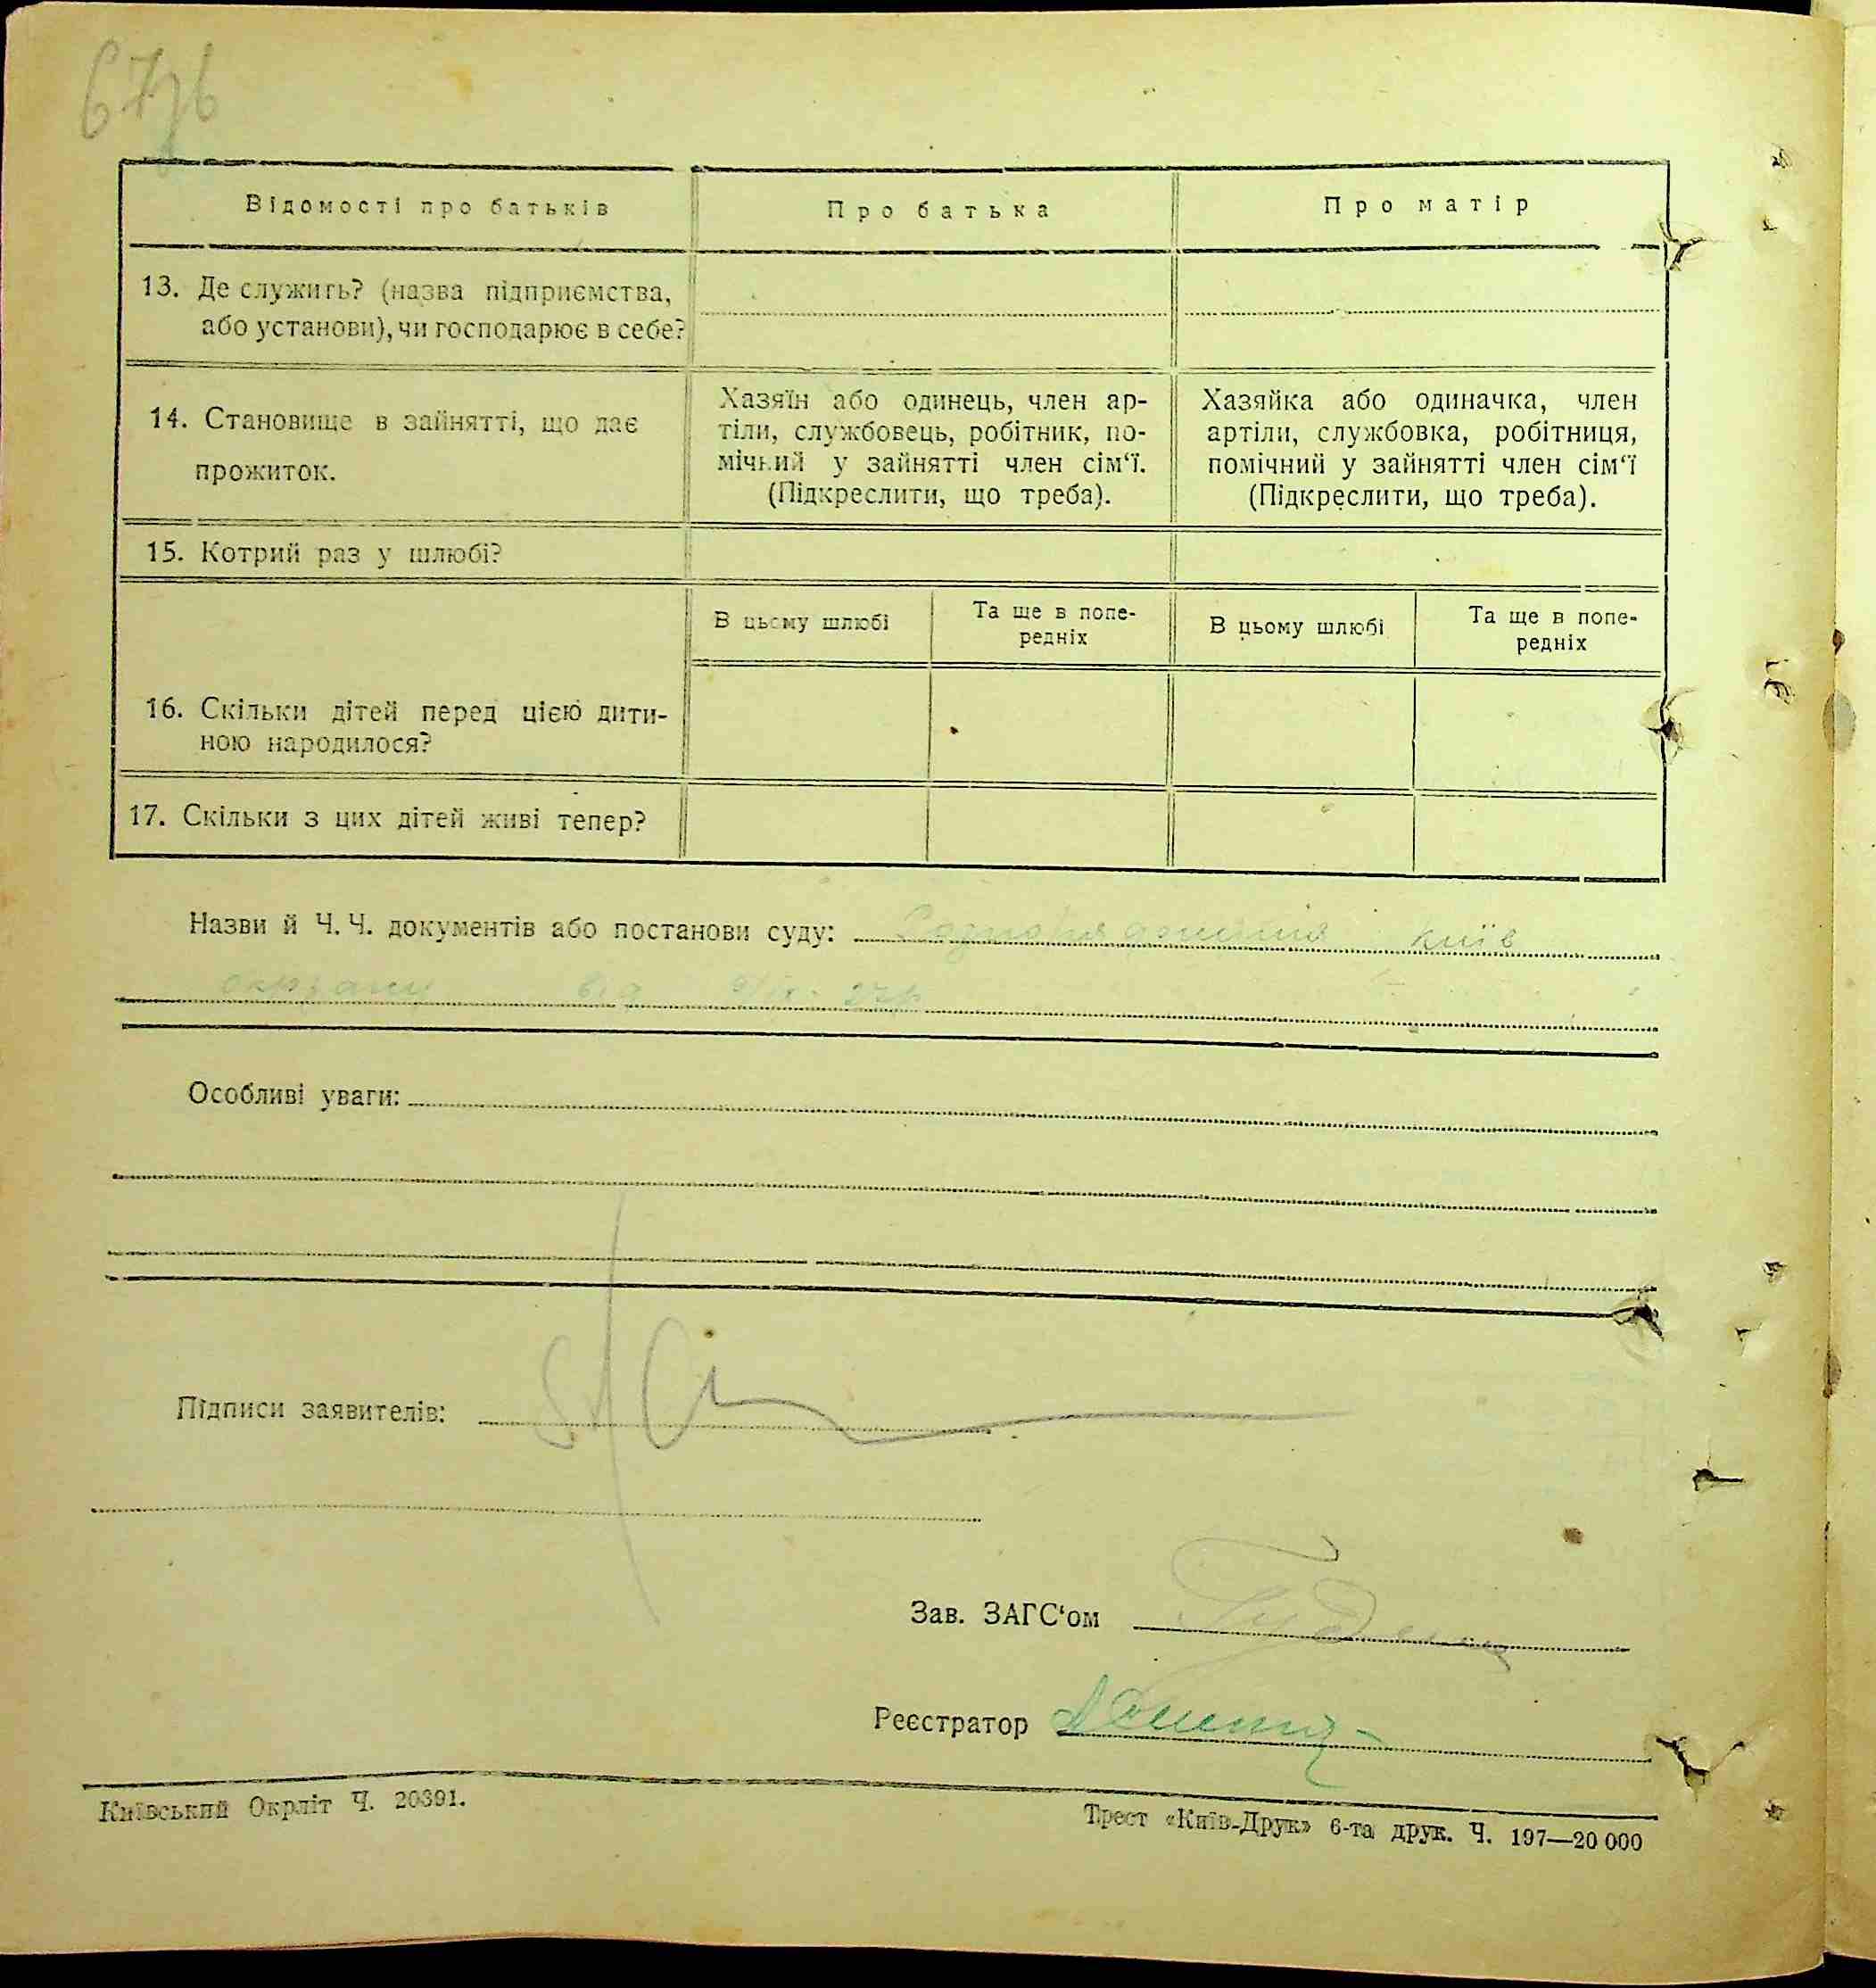 Відомості про батьків
Про батька
Про матір
13. Де служить? (назва підприємства,
або установи), чи господарює в себе?
14. Становище в зайнятті, що дає
прожиток.
Хазяїн або одинець, член ар-
тіли, службовець, робітник, по-
мічний у зайнятті член сім‘ї.
(Підкреслити, що треба).
Хазяйка або одиначка, член
артіли, службовка, робітниця,
помічний у зайнятті член сім‘ї
(Підкреслити, що треба).
15. Котрий раз у шлюбі?
В цьому шлюбі
Та ще в попе-
редніх
В цьому шлюбі
Та ще в попе-
редніх
16. Скільки дітей перед цією дити-
ною народилося?
17. Скільки з цих дітей живі тепер?
Назви й Ч. Ч. документів або постанови суду: Розпорядження Київ
від
Особливі уваги:
Підписи заявителів:
Зав. ЗАГС‘ом
Реєстратор
Київський Окрліт Ч. 20391.
Трест «Київ-Друк» 6-та друк. Ч. 197—20 000